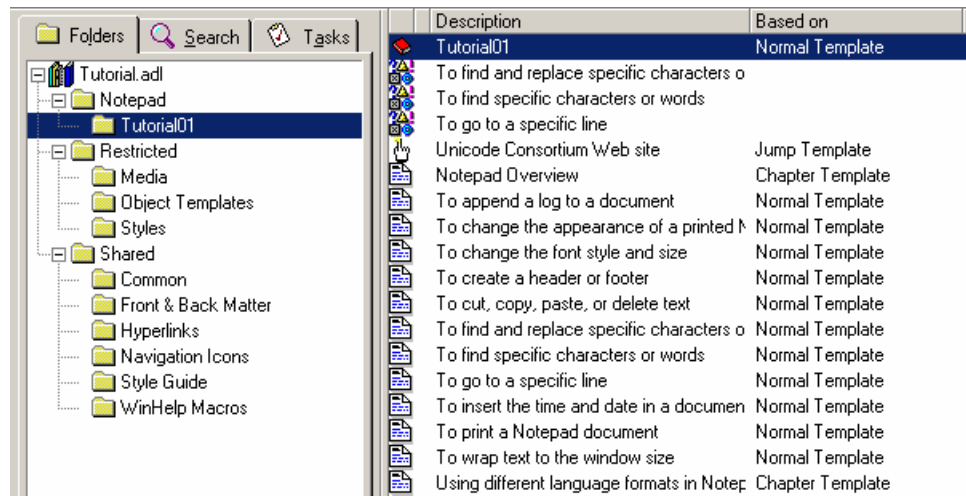 Folders Search Tasks
Tutorial.adl
Notepad
Tutorial01
Restricted
Media
Object Templates
Styles
Shared
Common
Front & Back Matter
Hyperlinks
Navigation Icons
Style Guide
WinHelp Macros
Description Based on
Tutorial01 Normal Template
To find and replace specific characters o
To find specific characters or words
To go to a specific line
Unicode Consortium Web site Jump Template
Notepad Overview Chapter Template
To append a log to a document Normal Template
To change the appearance of a printed Normal Template
To change the font style and size Normal Template
To create a header or footer Normal Template
To cut, copy, paste, or delete text Normal Template
To find and replace specific characters o Normal Template
To find specific characters or words Normal Template
To go to a specific line Normal Template
To insert the time and date in a documen Normal Template
To print a Notepad document Normal Template
To wrap text to the window size Normal Template
Using different language formats in Notep Chapter Template